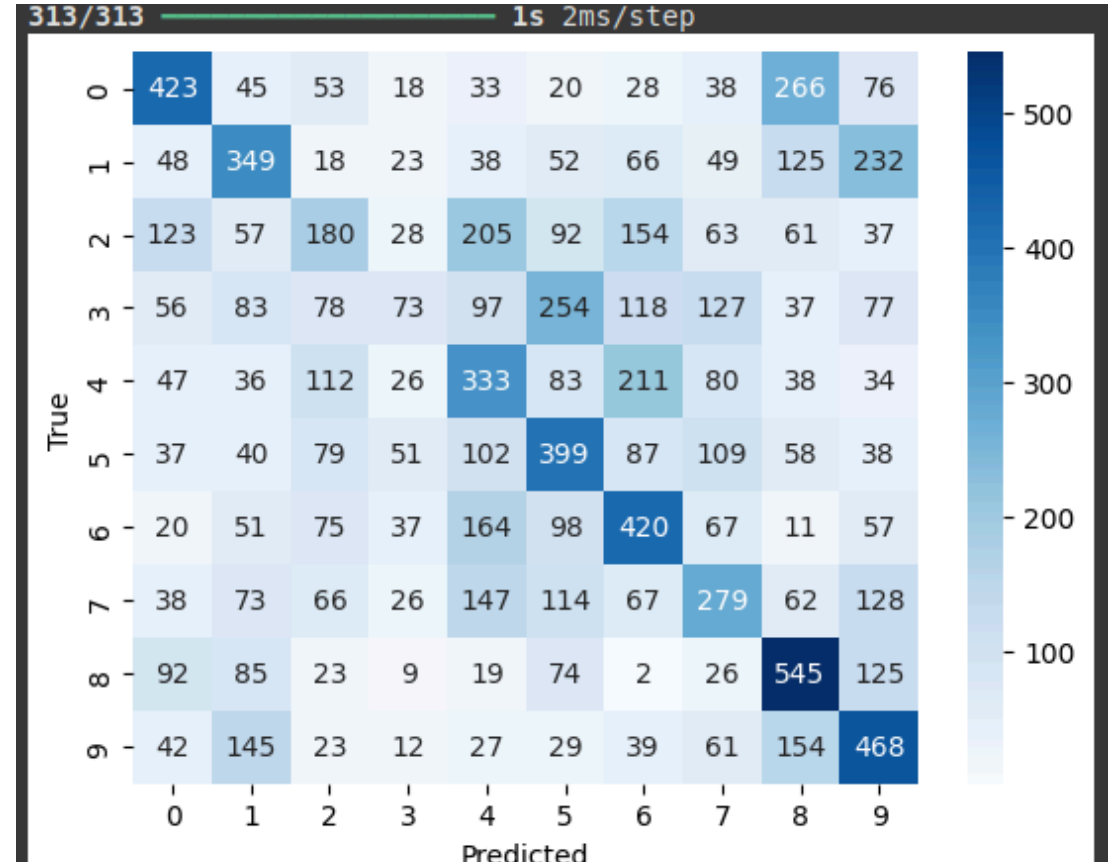 313/313 ━━━━━━━━━━━━━━━━━━━━ 1s 2ms/step
0 423 45 53 18 33 20 28 38 266 76
500
1 48 349 18 23 38 52 66 49 125 232
2 123 57 180 28 205 92 154 63 61 37
400
3 56 83 78 73 97 254 118 127 37 77
300
4 47 36 112 26 333 83 211 80 38 34
True
5 37 40 79 51 102 399 87 109 58 38
200
6 20 51 75 37 164 98 420 67 11 57
7 38 73 66 26 147 114 67 279 62 128
100
8 92 85 23 9 19 74 2 26 545 125
9 42 145 23 12 27 29 39 61 154 468
0 1 2 3 4 5 6 7 8 9
Predicted